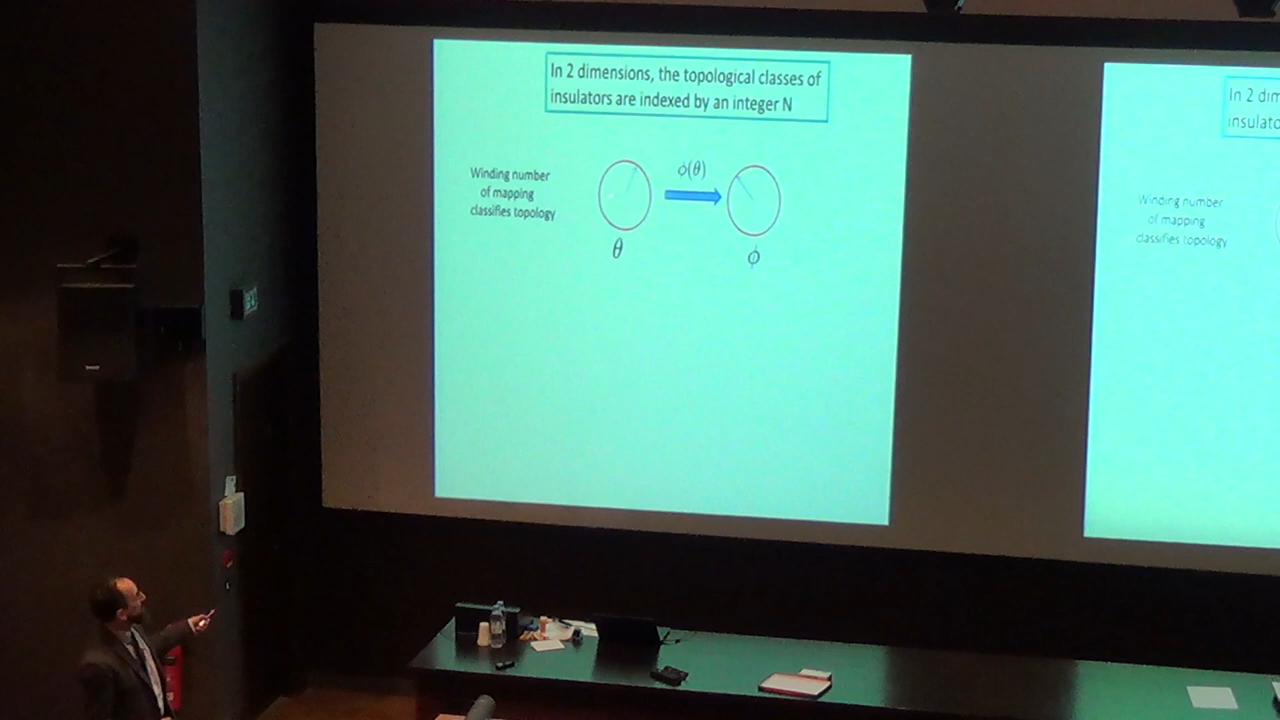 In 2 dimensions, the topological classes of
insulators are indexed by an integer N
Winding number
of mapping
classifies topology
ϕ(θ)
θ
ϕ
In 2 dim
insulato
Winding number
of mapping
classifies topology